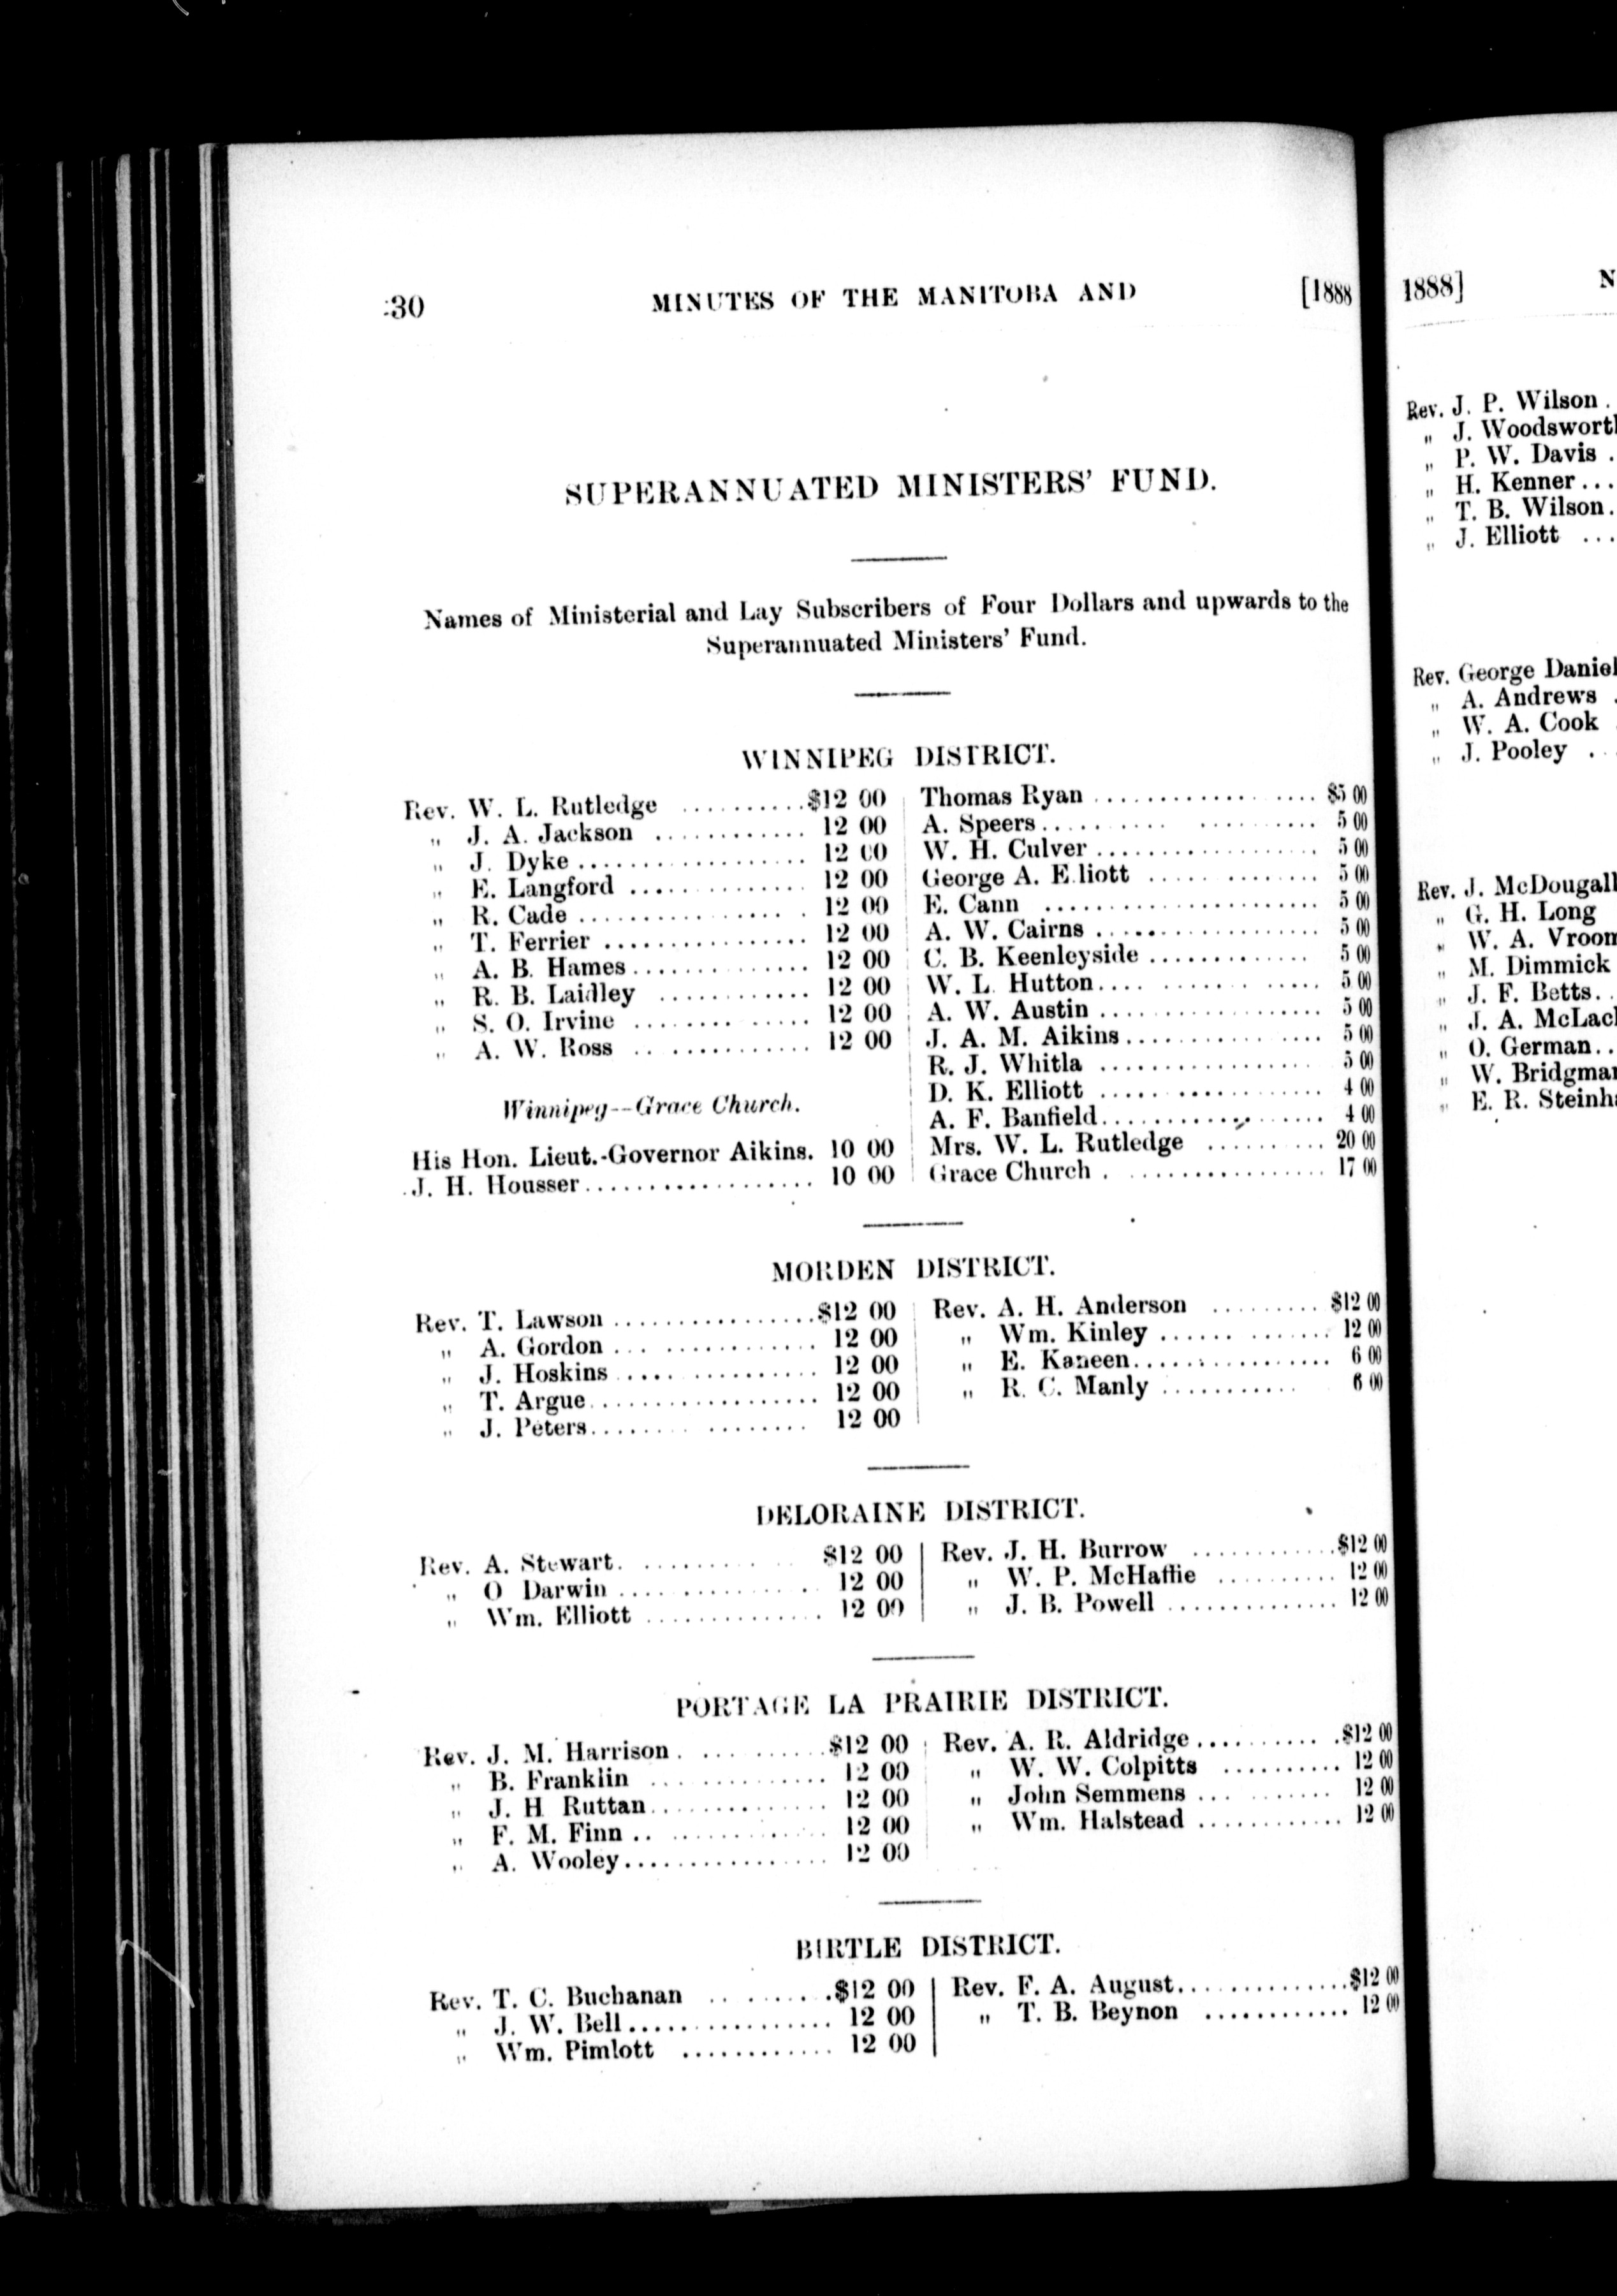 30 MINUTES OF THE MANITOBA AND [1888
SUPERANNUATED MINISTERS' FUND.
Names of Ministerial and Lay Subscribers of Four Dollars and upwards to the
Superannuated Ministers' Fund.
WINNIPEG DISTRICT.
Rev. W. L. Rutledge .......... $12 00
„ J. A. Jackson ............ 12 00
„ J. Dyke .................. 12 00
„ E. Langford .............. 12 00
„ R. Cade .................. 12 00
„ T. Ferrier ................ 12 00
„ A. B. Hames .............. 12 00
„ R. B. Laidley ............ 12 00
„ S. O. Irvine .............. 12 00
„ A. W. Ross .............. 12 00
Winnipeg--Grace Church.
His Hon. Lieut.-Governor Aikins. 10 00
J. H. Housser .................. 10 00
Thomas Ryan .................. $5 00
A. Speers .................. 5 00
W. H. Culver .................. 5 00
George A. E liott .............. 5 00
E. Cann ...................... 5 00
A. W. Cairns .................. 5 00
C. B. Keenleyside ............. 5 00
W. L. Hutton .................. 5 00
A. W. Austin .................. 5 00
J. A. M. Aikins ................ 5 00
R. J. Whitla .................. 5 00
D. K. Elliott .................. 4 00
A. F. Banfield .................. 4 00
Mrs. W. L. Rutledge .......... 20 00
Grace Church .................. 17 00
MORDEN DISTRICT.
Rev. T. Lawson ................ $12 00
„ A. Gordon ................ 12 00
„ J. Hoskins ................ 12 00
„ T. Argue .................. 12 00
„ J. Peters .................. 12 00
Rev. A. H. Anderson ......... $12 00
„ Wm. Kinley ............. 12 00
„ E. Kaneen ................ 6 00
„ R. C. Manly ........... 6 00
DELORAINE DISTRICT.
Rev. A. Stewart ............ $12 00
„ O Darwin ................ 12 00
„ Wm. Elliott .............. 12 00
Rev. J. H. Burrow ............ $12 00
„ W. P. McHaffie .......... 12 00
„ J. B. Powell .............. 12 00
PORTAGE LA PRAIRIE DISTRICT.
Rev. J. M. Harrison ........... $12 00
„ B. Franklin .............. 12 00
„ J. H Ruttan .............. 12 00
„ F. M. Finn .............. 12 00
„ A. Wooley ................ 12 00
Rev. A. R. Aldridge ........... $12 00
„ W. W. Colpitts .......... 12 00
„ John Semmens ........... 12 00
„ Wm. Halstead ............ 12 00
BIRTLE DISTRICT.
Rev. T. C. Buchanan ......... $12 00
„ J. W. Bell ................ 12 00
„ Wm. Pimlott ............ 12 00
Rev. F. A. August .............. $12 00
„ T. B. Beynon ............ 12 00
1888] N
Rev. J. P. Wilson .
„ J. Woodswort
„ P. W. Davis .
„ H. Kenner ...
„ T. B. Wilson .
„ J. Elliott ...
Rev. George Daniel
„ A. Andrews .
„ W. A. Cook
„ J. Pooley .
Rev. J. McDougall
„ G. H. Long
„ W. A. Vroom
„ M. Dimmick
„ J. F. Betts .
„ J. A. McLac
„ O. German ..
„ W. Bridgma
„ E. R. Steinh